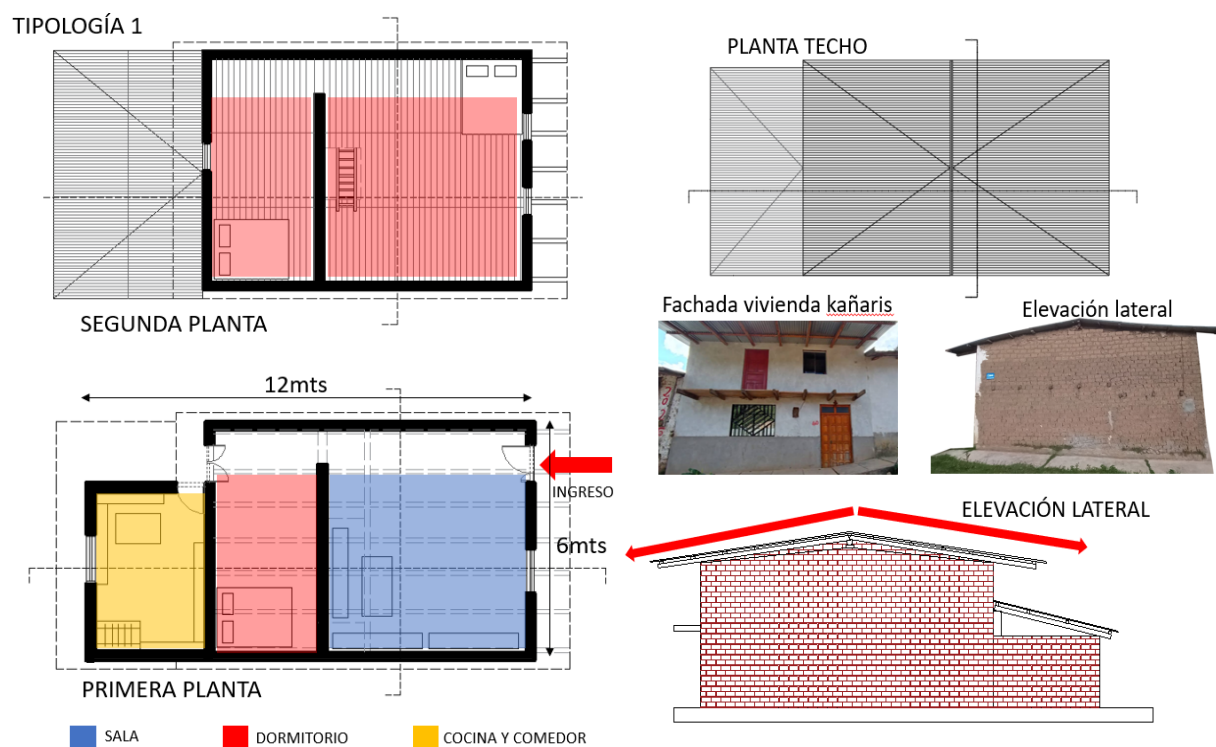 TIPOLOGÍA 1
SEGUNDA PLANTA
PLANTA TECHO
Fachada vivienda kañaris
Elevación lateral
12mts
INGRESO
6mts
PRIMERA PLANTA
ELEVACIÓN LATERAL
SALA
DORMITORIO
COCINA Y COMEDOR